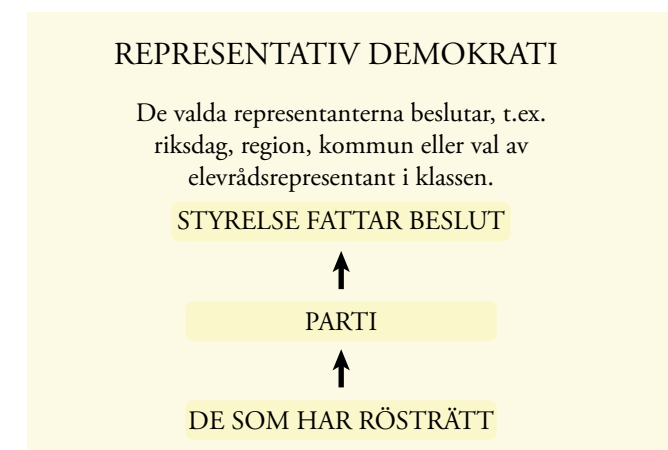 REPRESENTATIV DEMOKRATI
De valda representanterna beslutar, t.ex.
riksdag, region, kommun eller val av
elevrådsrepresentant i klassen.
STYRELSE FATTAR BESLUT
PARTI
DE SOM HAR RÖSTRÄTT